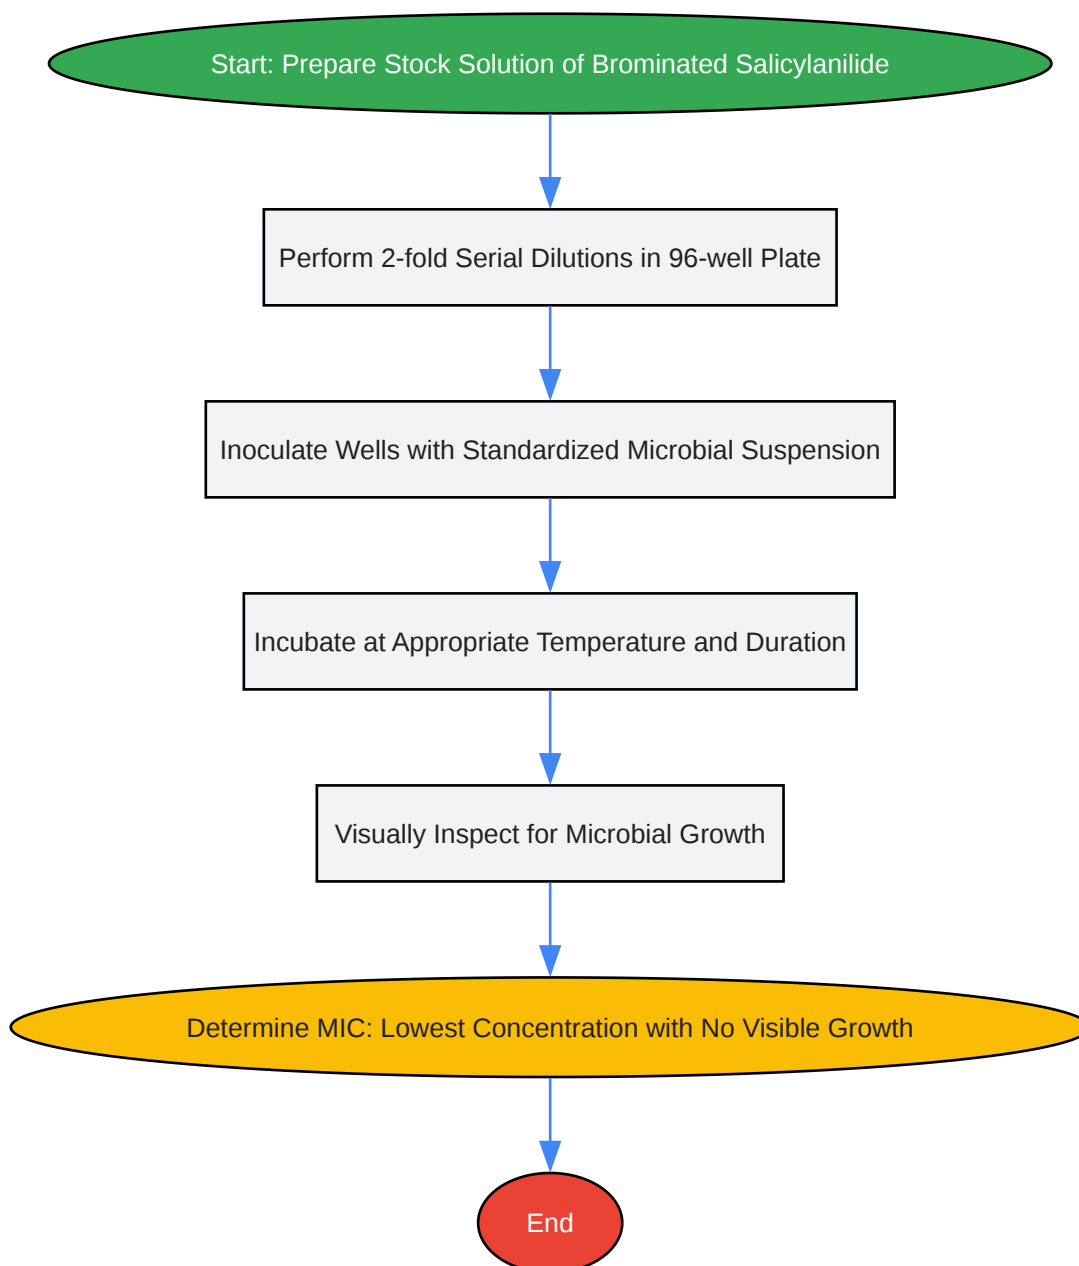 Start: Prepare Stock Solution of Brominated Salicylanilide
Perform 2-fold Serial Dilutions in 96-well Plate
Inoculate Wells with Standardized Microbial Suspension
Incubate at Appropriate Temperature and Duration
Visually Inspect for Microbial Growth
Determine MIC: Lowest Concentration with No Visible Growth
End